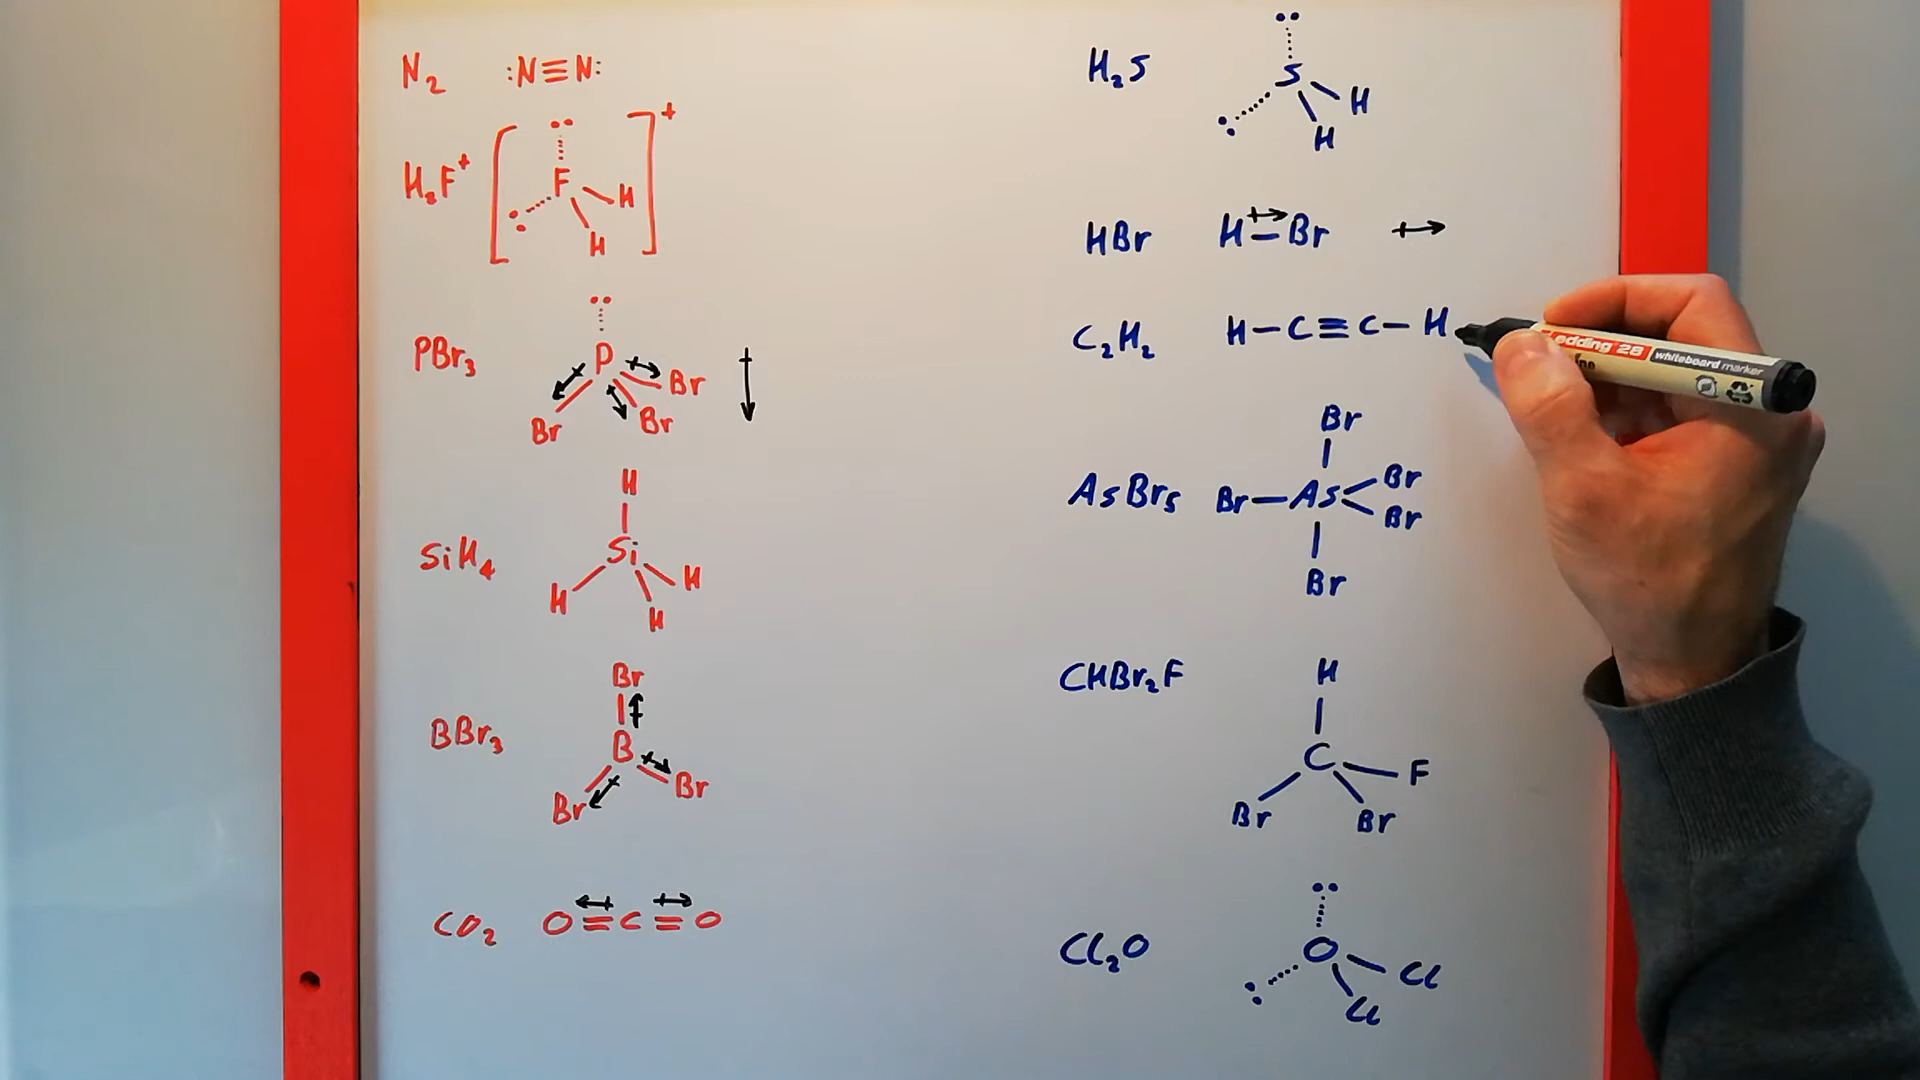 N₂ :N≡N:
H₂F⁺ [F H H]⁺
PBr₃ P Br Br Br
SiH₄ H Si H H H
BBr₃ Br B Br Br
CO₂ O≡C≡O
H₂S S H H
HBr H–Br
C₂H₂ H–C≡C–H
edding 28 whiteboard marker
AsBr₅ Br Br–As Br Br Br
CHBr₂F H C F Br Br
Cl₂O O Cl Cl